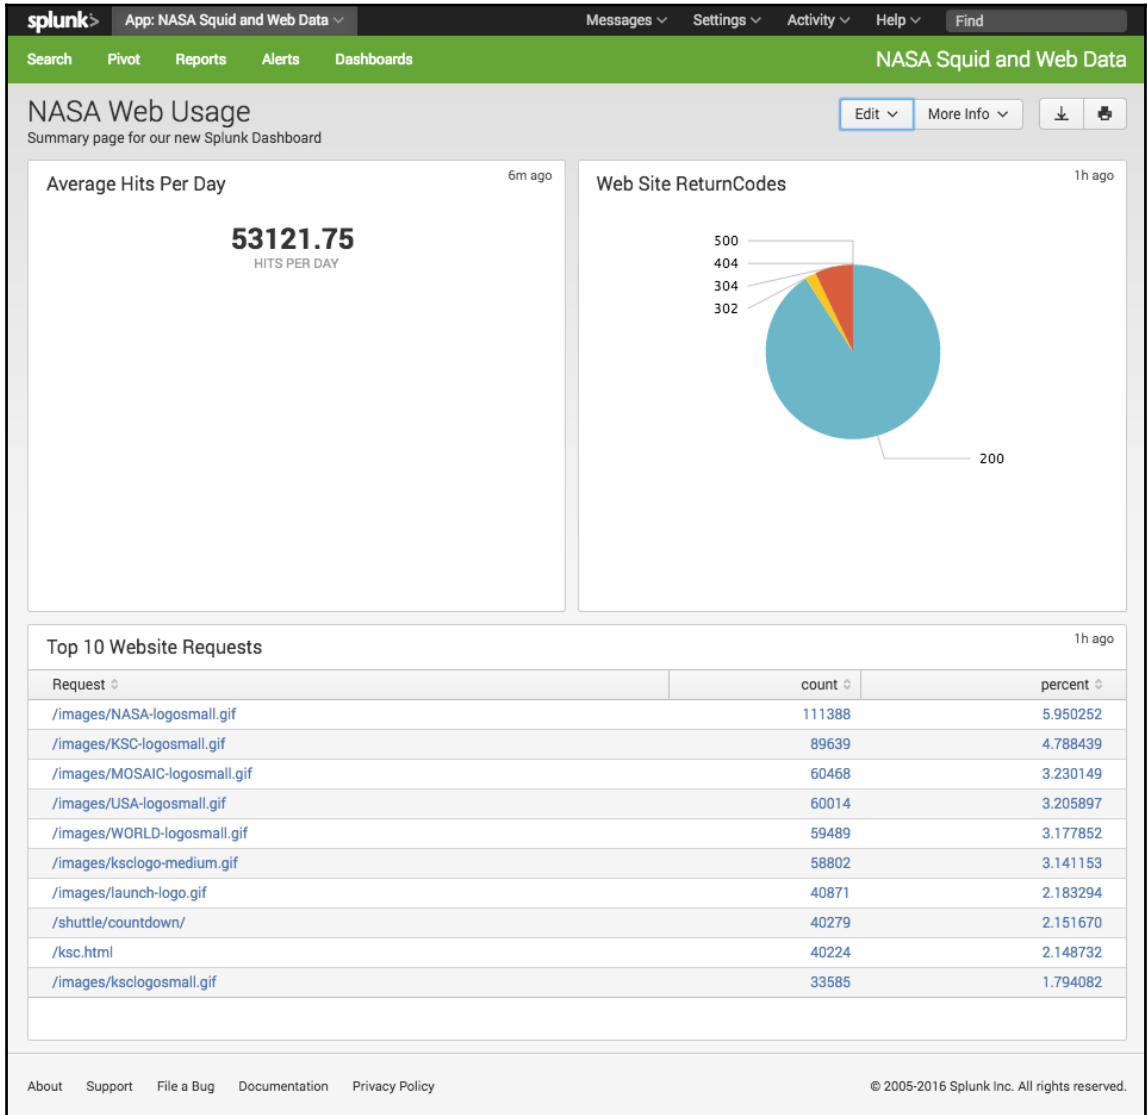 splunk> App: NASA Squid and Web Data Messages Settings Activity Help Find
Search Pivot Reports Alerts Dashboards NASA Squid and Web Data
NASA Web Usage
Summary page for our new Splunk Dashboard
Edit More Info
Average Hits Per Day 6m ago
53121.75
HITS PER DAY
Web Site ReturnCodes 1h ago
500
404
304
302
200
Top 10 Website Requests 1h ago
Request count percent
/images/NASA-logosmall.gif 111388 5.950252
/images/KSC-logosmall.gif 89639 4.788439
/images/MOSAIC-logosmall.gif 60468 3.230149
/images/USA-logosmall.gif 60014 3.205897
/images/WORLD-logosmall.gif 59489 3.177852
/images/ksclogo-medium.gif 58802 3.141153
/images/launch-logo.gif 40871 2.183294
/shuttle/countdown/ 40279 2.151670
/ksc.html 40224 2.148732
/images/ksclogosmall.gif 33585 1.794082
About Support File a Bug Documentation Privacy Policy © 2005-2016 Splunk Inc. All rights reserved.